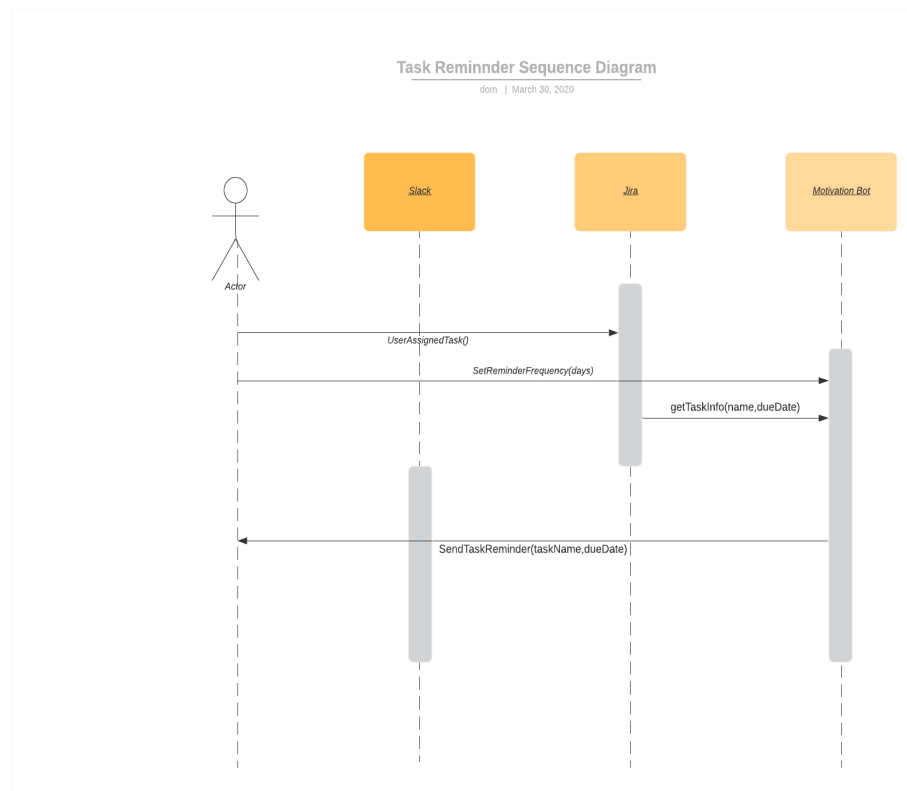 Task Reminnder Sequence Diagram
dom | March 30, 2020
Slack
Jira
Motivation Bot
Actor
UserAssignedTask()
SetReminderFrequency(days)
getTaskInfo(name,dueDate)
SendTaskReminder(taskName,dueDate)